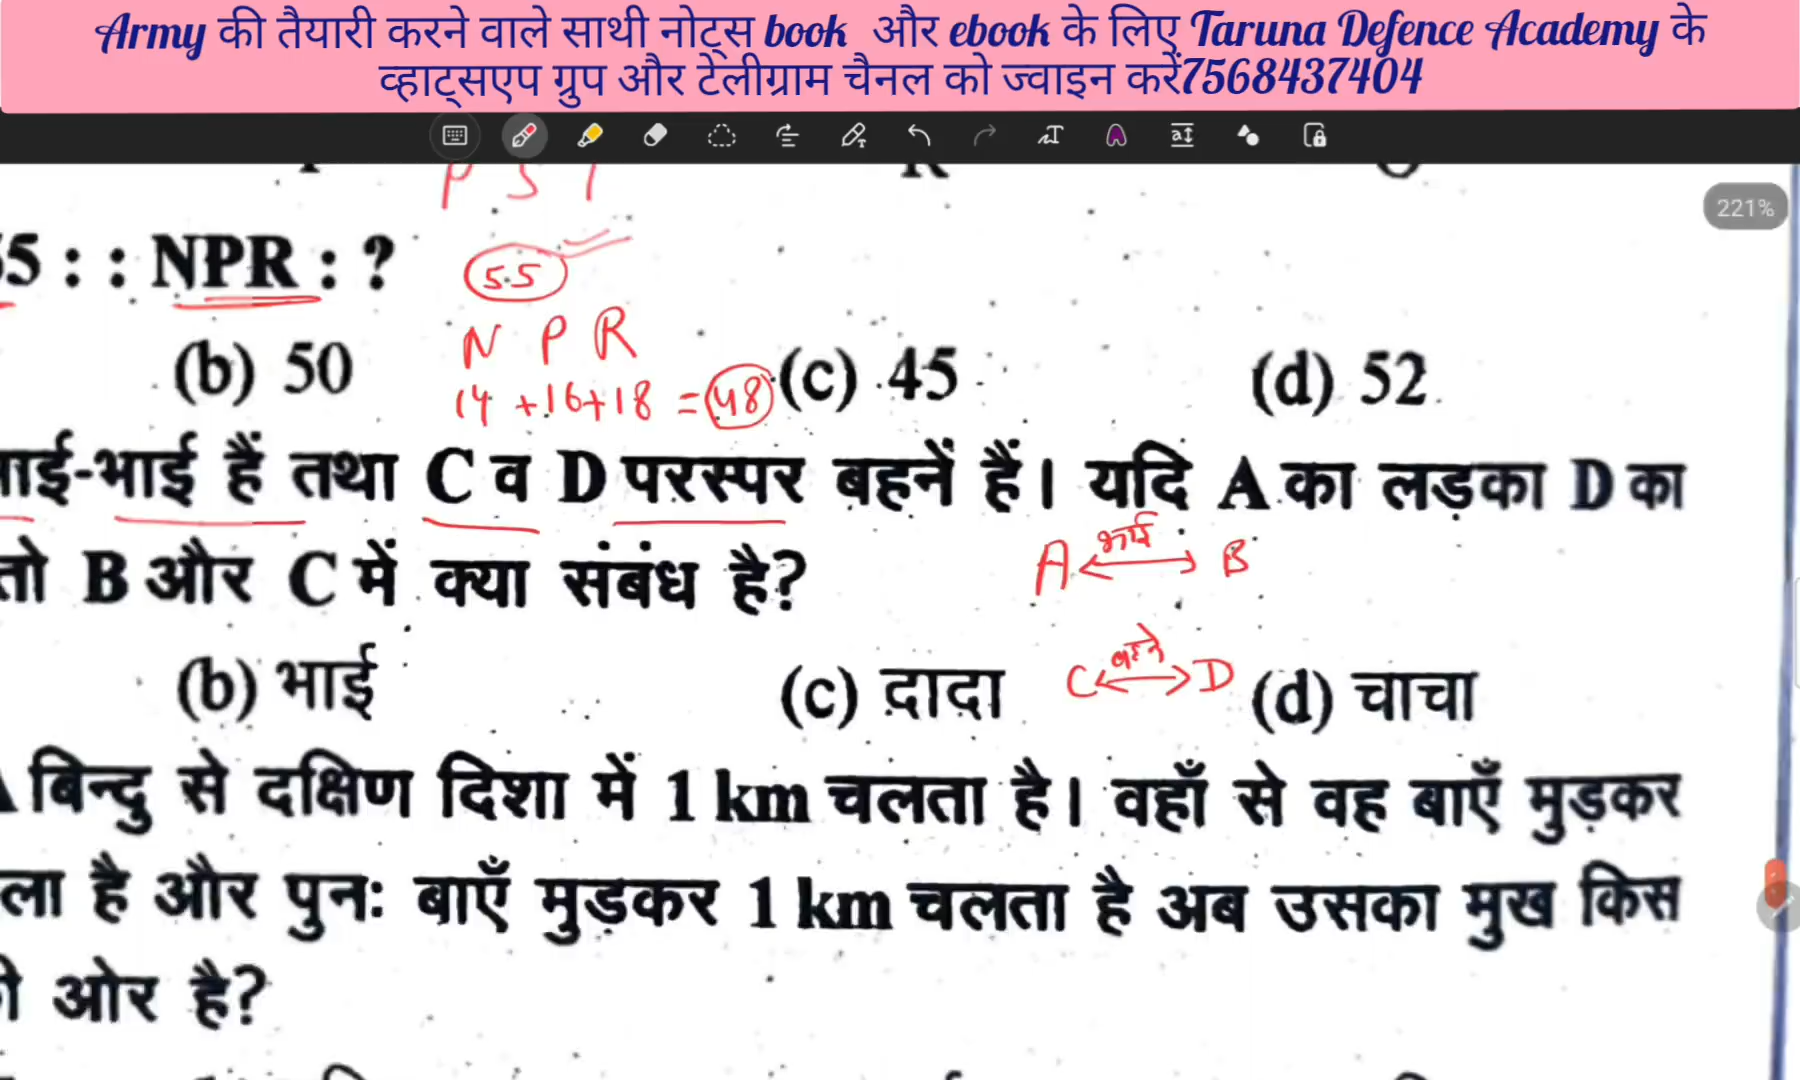 Army की तैयारी करने वाले साथी नोट्स book और ebook के लिए Taruna Defence Academy के
व्हाट्सएप ग्रुप और टेलीग्राम चैनल को ज्वाइन करें7568437404
221%
P S T
5 : : NPR : ?
55
N P R
(b) 50
(c) 45
(d) 52
14 + 16 + 18 = 48
भाई-भाई हैं तथा C व D परस्पर बहनें हैं। यदि A का लड़का D का
तो B और C में क्या संबंध है?
A भाई B
C बहने D
(b) भाई
(c) दादा
(d) चाचा
A बिन्दु से दक्षिण दिशा में 1 km चलता है। वहाँ से वह बाएँ मुड़कर
ला है और पुनः बाएँ मुड़कर 1 km चलता है अब उसका मुख किस
ओर है?